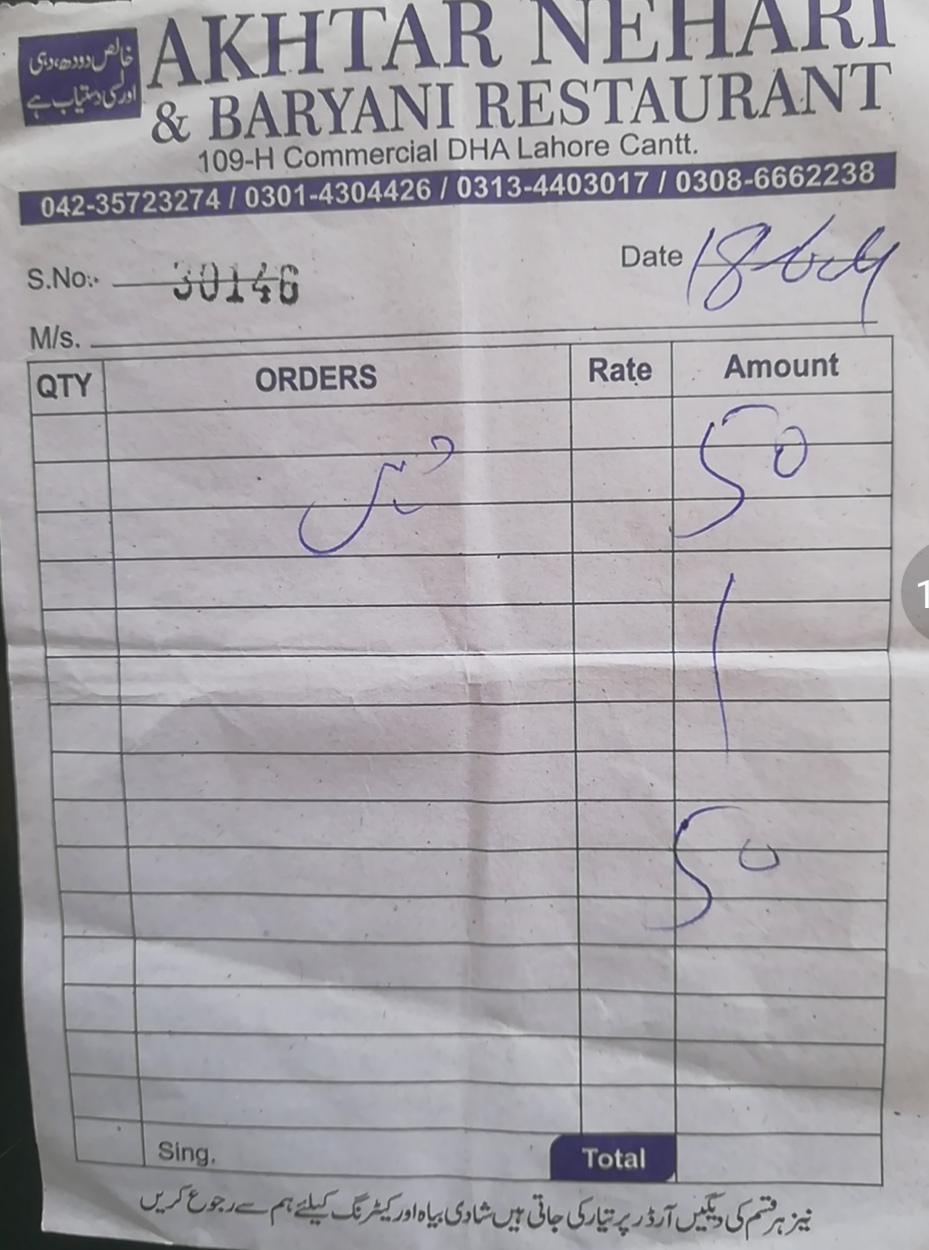 خالص دودھ، دہی
اور لسی دستیاب ہے
AKHTAR NEHARI
& BARYANI RESTAURANT
109-H Commercial DHA Lahore Cantt.
042-35723274 / 0301-4304426 / 0313-4403017 / 0308-6662238
S.No:- 30146
Date 18
M/s.
QTY ORDERS Rate Amount
50
50
Sing. Total
نیز ہر قسم کی دیگیں آرڈر پر تیار کی جاتی ہیں شادی بیاہ اور کیٹرنگ کیلئے ہم سے رجوع کریں
1